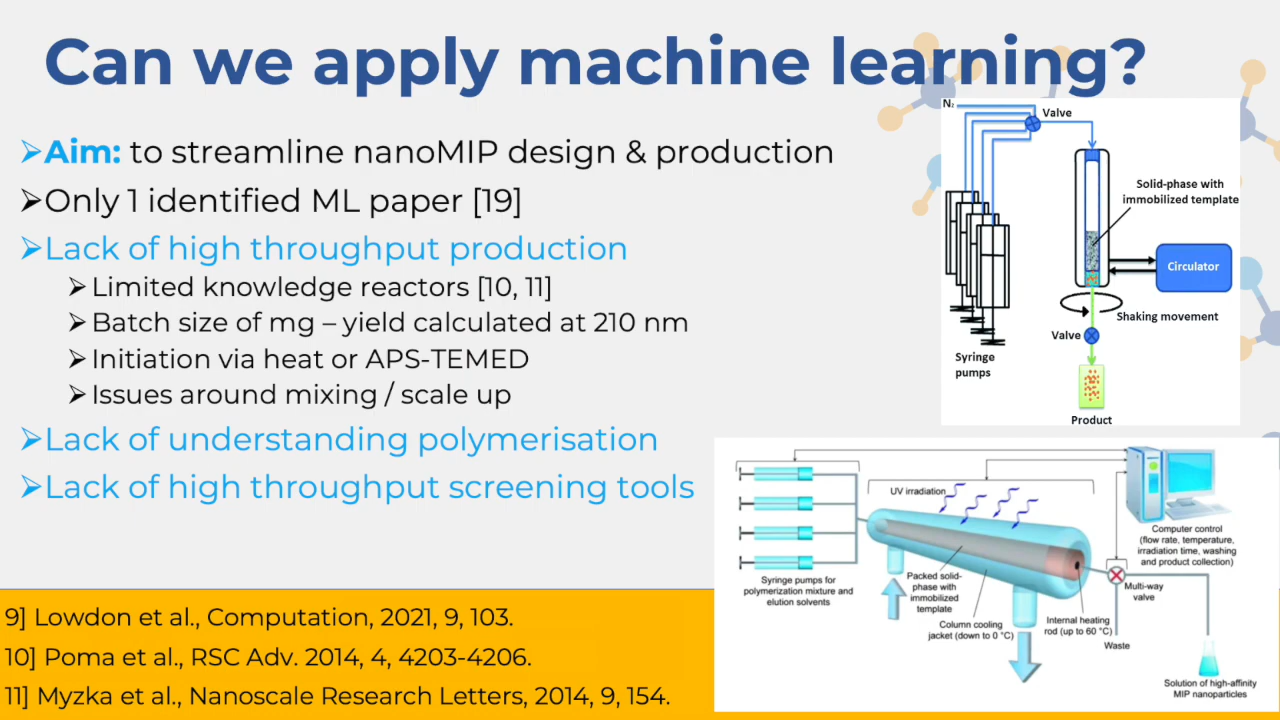 Can we apply machine learning?
➢Aim: to streamline nanoMIP design & production
➢Only 1 identified ML paper [19]
➢Lack of high throughput production
➢Limited knowledge reactors [10, 11]
➢Batch size of mg – yield calculated at 210 nm
➢Initiation via heat or APS-TEMED
➢Issues around mixing / scale up
➢Lack of understanding polymerisation
➢Lack of high throughput screening tools
N₂
Valve
Solid-phase with
immobilized template
Circulator
Shaking movement
Valve
Syringe
pumps
Product
UV irradiation
Computer control
(flow rate, temperature,
irradiation time, washing
and product collection)
Syringe pumps for
polymerization mixture and
elution solvents
Packed solid-
phase with
immobilized
template
Column cooling
jacket (down to 0 °C)
Internal heating
rod (up to 60 °C)
Multi-way
valve
Waste
Solution of high-affinity
MIP nanoparticles
9] Lowdon et al., Computation, 2021, 9, 103.
10] Poma et al., RSC Adv. 2014, 4, 4203-4206.
11] Myzka et al., Nanoscale Research Letters, 2014, 9, 154.